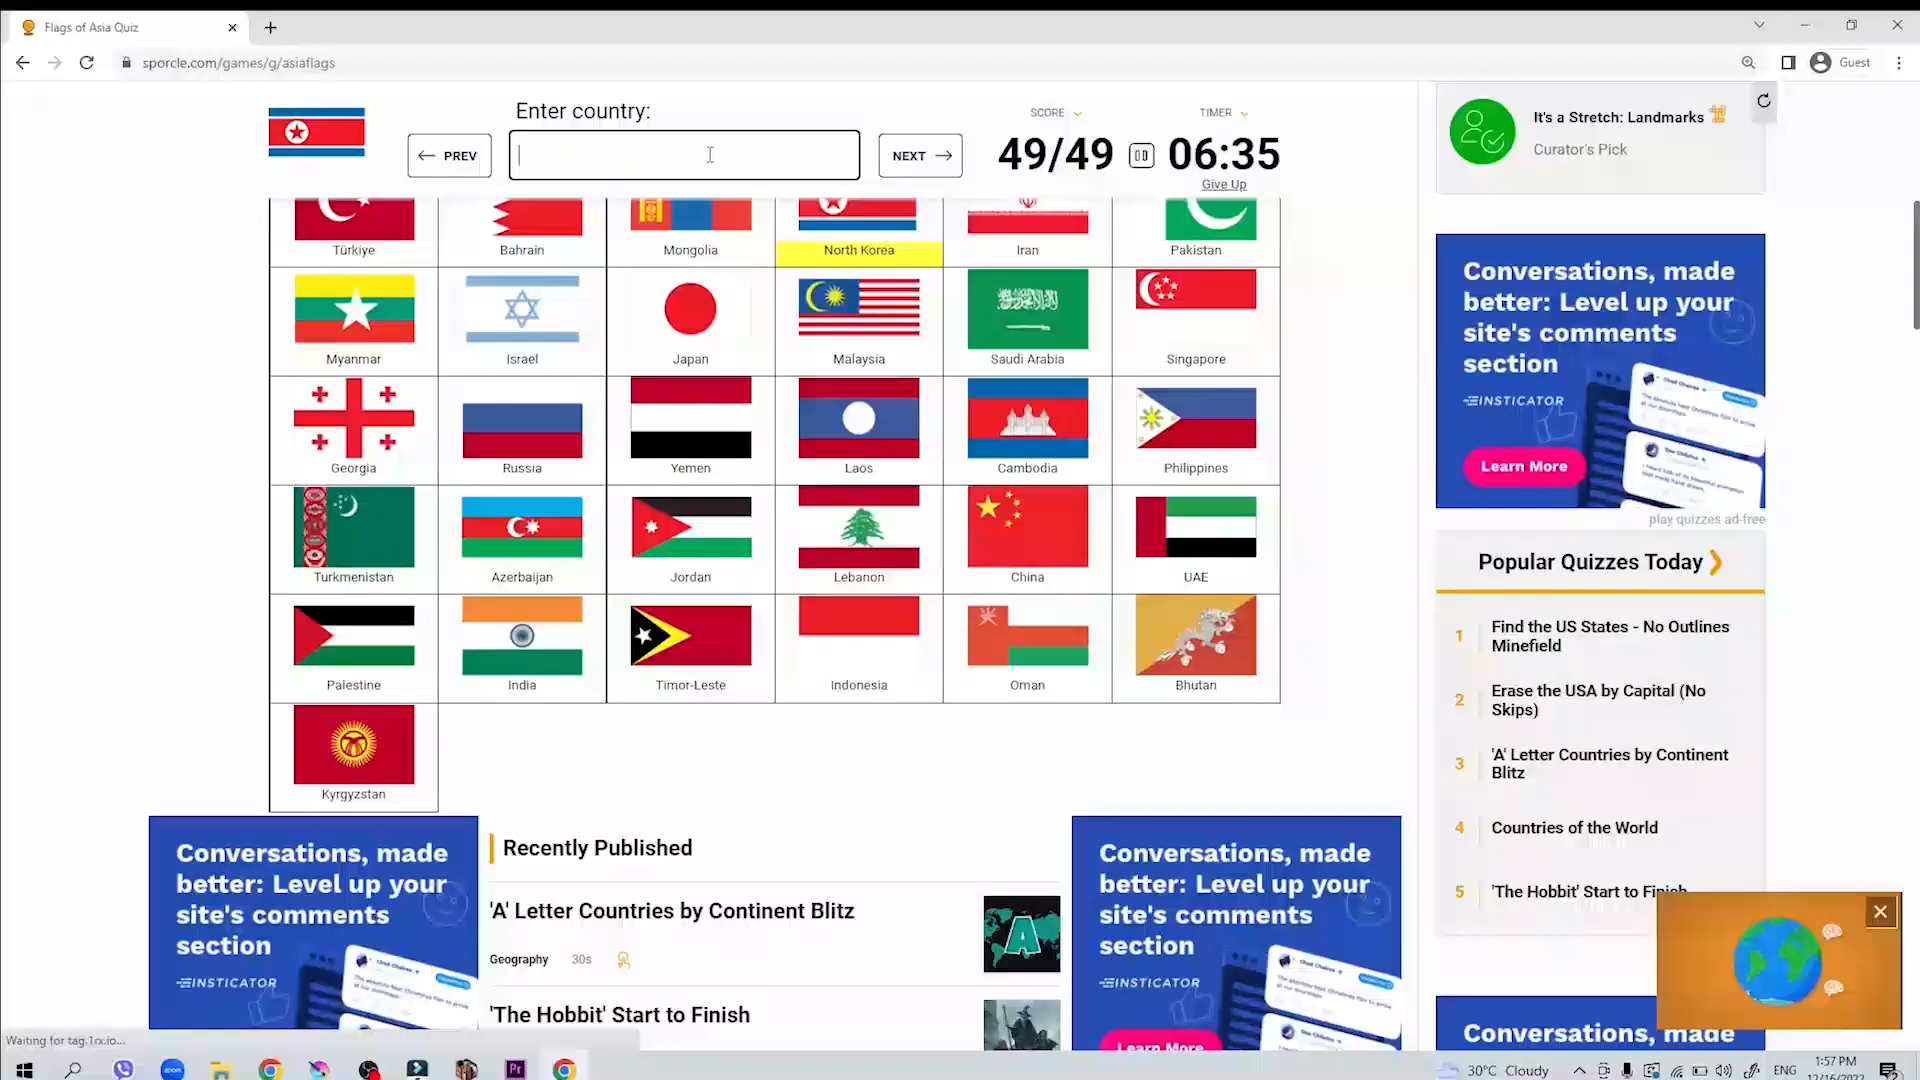 Flags of Asia Quiz
sporcle.com/games/g/asiaflags
Guest
Enter country:
PREV
NEXT
SCORE
49/49
TIMER
06:35
Give Up
Türkiye
Bahrain
Mongolia
North Korea
Iran
Pakistan
Myanmar
Israel
Japan
Malaysia
Saudi Arabia
Singapore
Georgia
Russia
Yemen
Laos
Cambodia
Philippines
Turkmenistan
Azerbaijan
Jordan
Lebanon
China
UAE
Palestine
India
Timor-Leste
Indonesia
Oman
Bhutan
Kyrgyzstan
It's a Stretch: Landmarks
Curator's Pick
Conversations, made
better: Level up your
site's comments
section
INSTICATOR
Learn More
play quizzes ad-free
Popular Quizzes Today
1 Find the US States - No Outlines
Minefield
2 Erase the USA by Capital (No
Skips)
3 'A' Letter Countries by Continent
Blitz
4 Countries of the World
5 'The Hobbit' Start to Finish
Conversations, made
better: Level up your
site's comments
section
INSTICATOR
Recently Published
'A' Letter Countries by Continent Blitz
Geography 30s
A
'The Hobbit' Start to Finish
Conversations, made
better: Level up your
site's comments
section
INSTICATOR
Learn More
Conversations, made
Waiting for tag.1rx.io...
zoom
Pr
30°C Cloudy
ENG
1:57 PM
12/16/2022